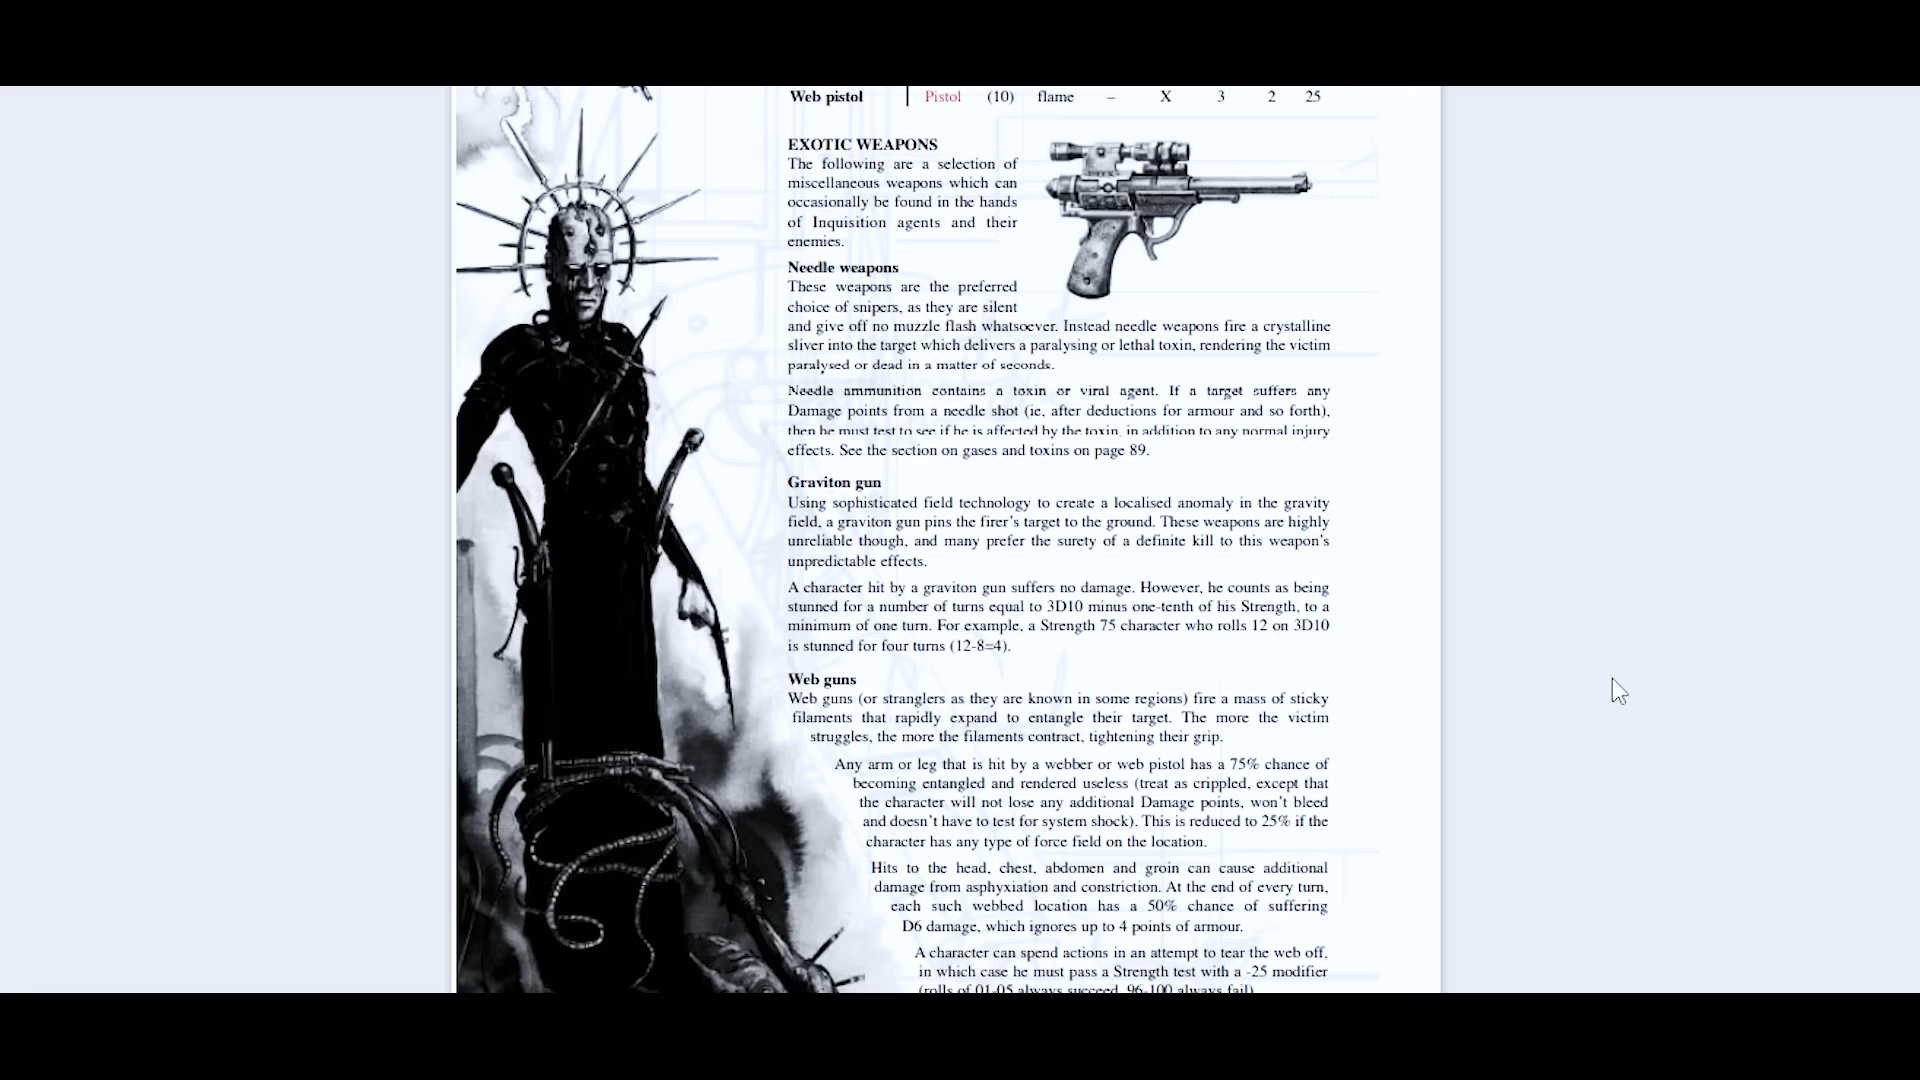 Web pistol Pistol (10) flame – X 3 2 25
EXOTIC WEAPONS
The following are a selection of
miscellaneous weapons which can
occasionally be found in the hands
of Inquisition agents and their
enemies.
Needle weapons
These weapons are the preferred
choice of snipers, as they are silent
and give off no muzzle flash whatsoever. Instead needle weapons fire a crystalline
sliver into the target which delivers a paralysing or lethal toxin, rendering the victim
paralysed or dead in a matter of seconds.
Needle ammunition contains a toxin or viral agent. If a target suffers any
Damage points from a needle shot (ie, after deductions for armour and so forth),
then he must test to see if he is affected by the toxin, in addition to any normal injury
effects. See the section on gases and toxins on page 89.
Graviton gun
Using sophisticated field technology to create a localised anomaly in the gravity
field, a graviton gun pins the firer's target to the ground. These weapons are highly
unreliable though, and many prefer the surety of a definite kill to this weapon's
unpredictable effects.
A character hit by a graviton gun suffers no damage. However, he counts as being
stunned for a number of turns equal to 3D10 minus one-tenth of his Strength, to a
minimum of one turn. For example, a Strength 75 character who rolls 12 on 3D10
is stunned for four turns (12-8=4).
Web guns
Web guns (or stranglers as they are known in some regions) fire a mass of sticky
filaments that rapidly expand to entangle their target. The more the victim
struggles, the more the filaments contract, tightening their grip.
Any arm or leg that is hit by a webber or web pistol has a 75% chance of
becoming entangled and rendered useless (treat as crippled, except that
the character will not lose any additional Damage points, won't bleed
and doesn't have to test for system shock). This is reduced to 25% if the
character has any type of force field on the location.
Hits to the head, chest, abdomen and groin can cause additional
damage from asphyxiation and constriction. At the end of every turn,
each such webbed location has a 50% chance of suffering
D6 damage, which ignores up to 4 points of armour.
A character can spend actions in an attempt to tear the web off,
in which case he must pass a Strength test with a -25 modifier
(rolls of 01-05 always succeed, 96-100 always fail)